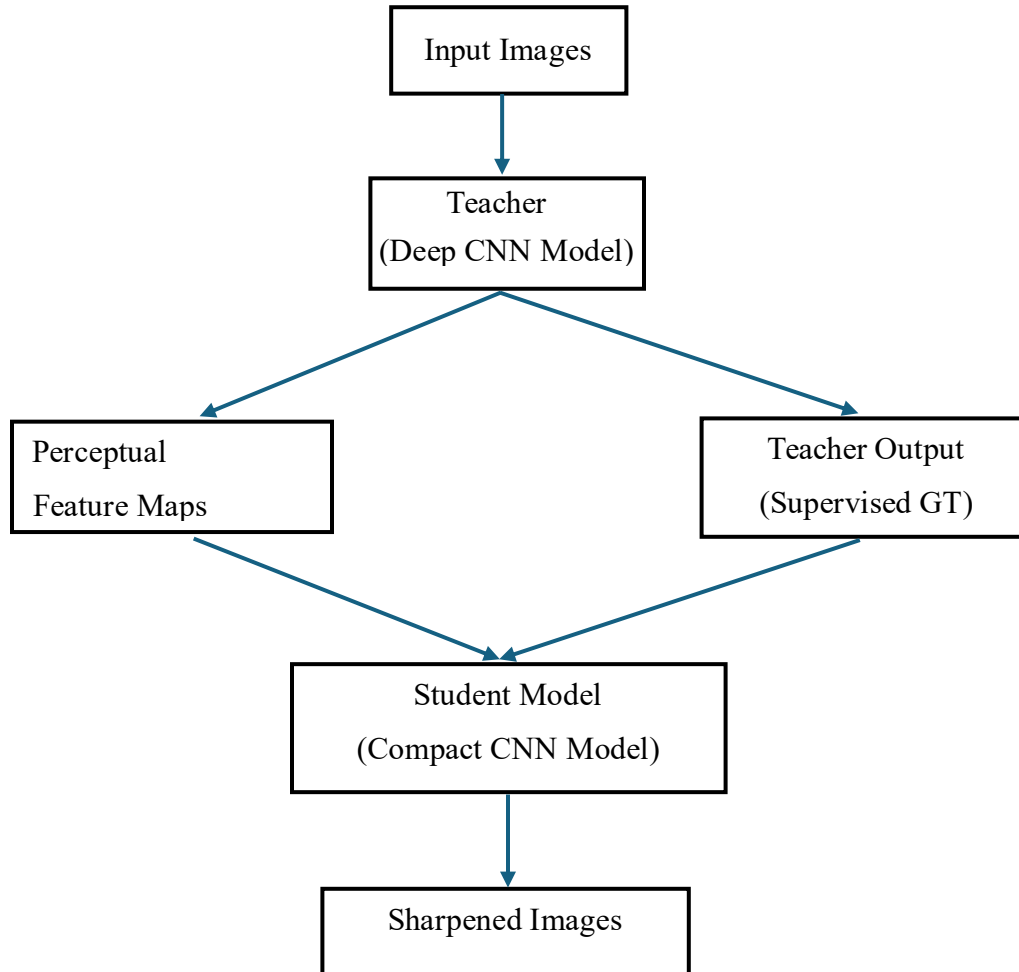 Input Images
Teacher
(Deep CNN Model)
Perceptual
Feature Maps
Teacher Output
(Supervised GT)
Student Model
(Compact CNN Model)
Sharpened Images